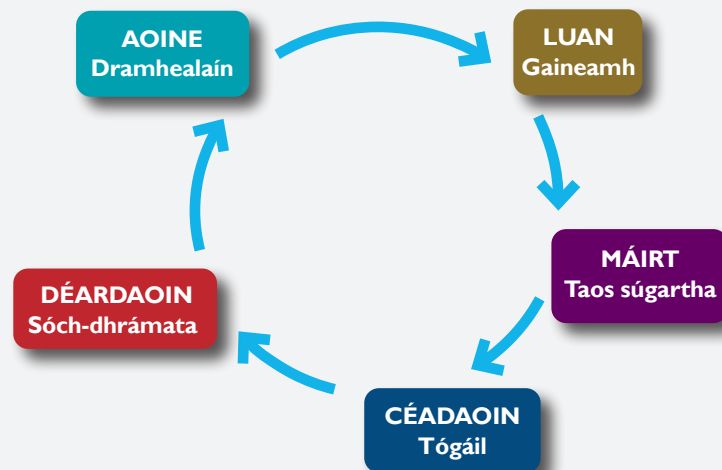 AOINE
Dramhealaín
LUAN
Gaineamh
MÁIRT
Taos súgartha
CÉADAOIN
Tógáil
DÉARDAOIN
Sóch-dhrámata